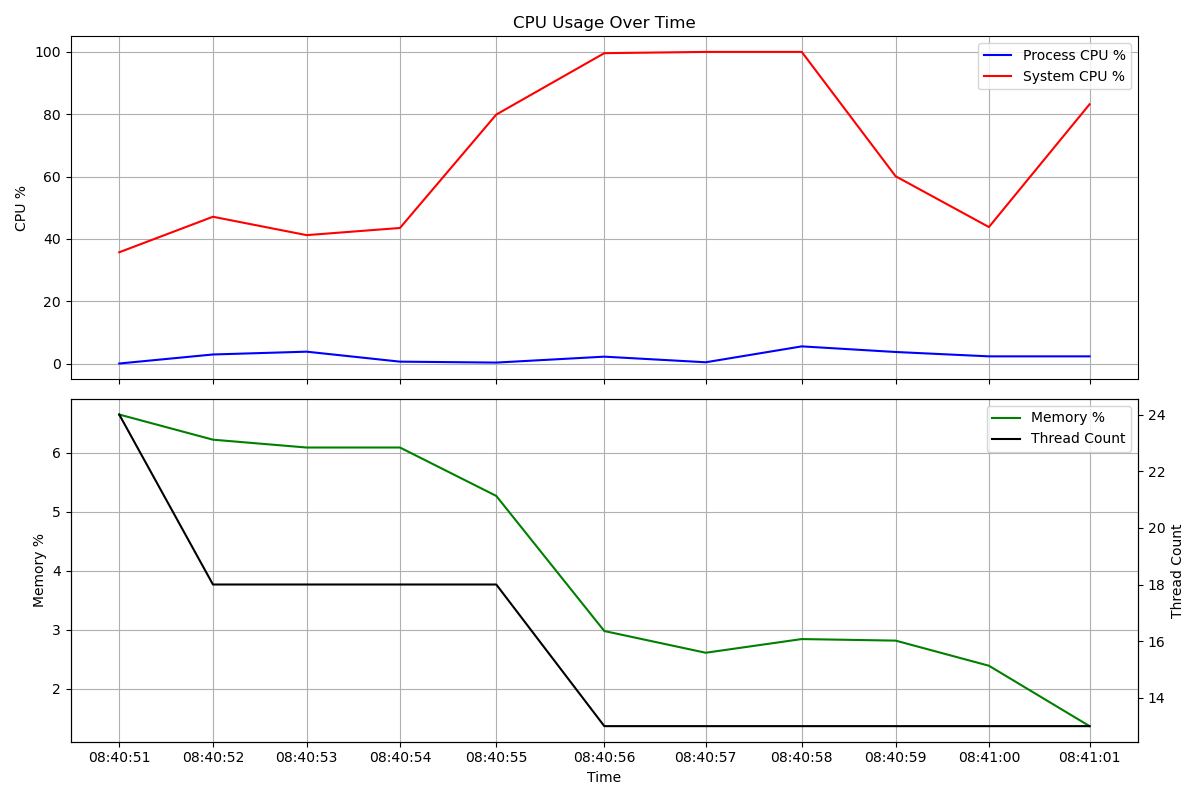 CPU Usage Over Time
Process CPU %
System CPU %
100
80
60
40
20
0
CPU %
Memory %
Thread Count
6
5
4
3
2
Memory %
24
22
20
18
16
14
Thread Count
08:40:51 08:40:52 08:40:53 08:40:54 08:40:55 08:40:56 08:40:57 08:40:58 08:40:59 08:41:00 08:41:01
Time